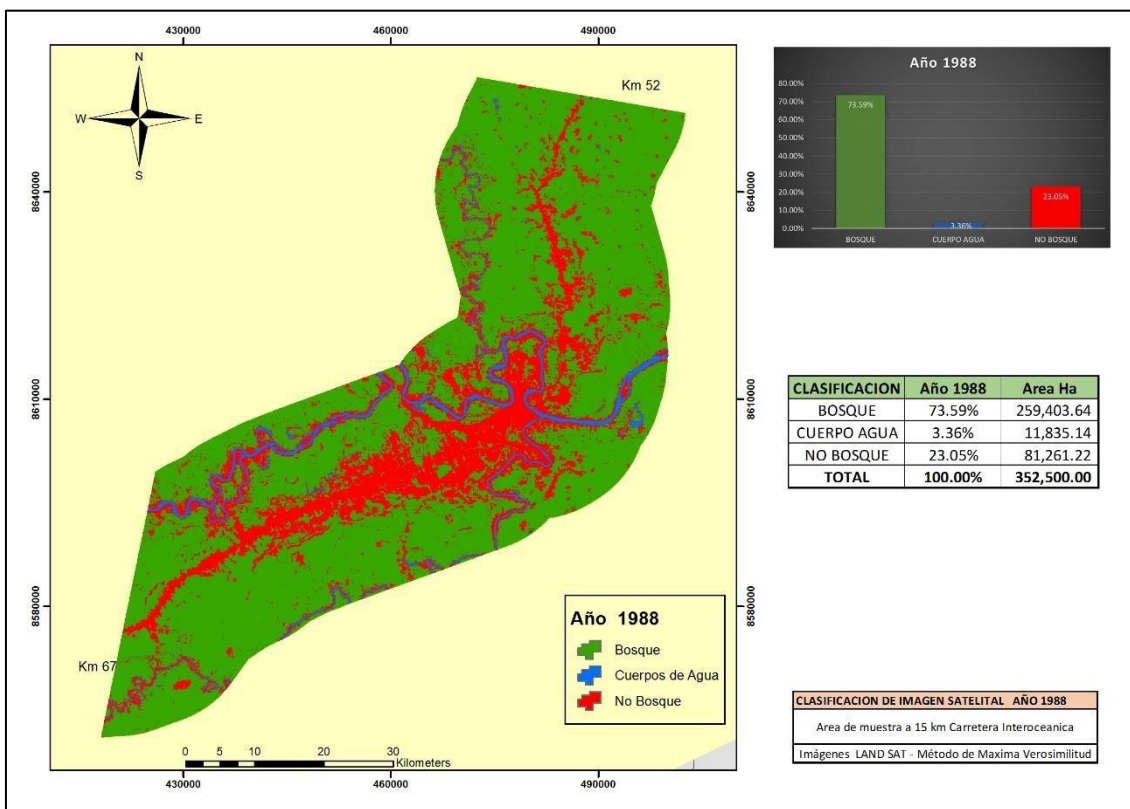 430000 460000 490000
N
W E
S
Km 52
8640000 8640000
8610000 8610000
8580000 8580000
Km 67
Año 1988
Bosque
Cuerpos de Agua
No Bosque
0 5 10 20 30
Kilometers
430000 460000 490000
Año 1988
80.00%
70.00%
60.00%
50.00%
40.00%
30.00%
20.00%
10.00%
0.00%
73.59%
3.36%
23.05%
BOSQUE CUERPO AGUA NO BOSQUE
CLASIFICACION Año 1988 Area Ha
BOSQUE 73.59% 259,403.64
CUERPO AGUA 3.36% 11,835.14
NO BOSQUE 23.05% 81,261.22
TOTAL 100.00% 352,500.00
CLASIFICACION DE IMAGEN SATELITAL AÑO 1988
Area de muestra a 15 km Carretera Interoceanica
Imágenes LAND SAT - Método de Maxima Verosimilitud